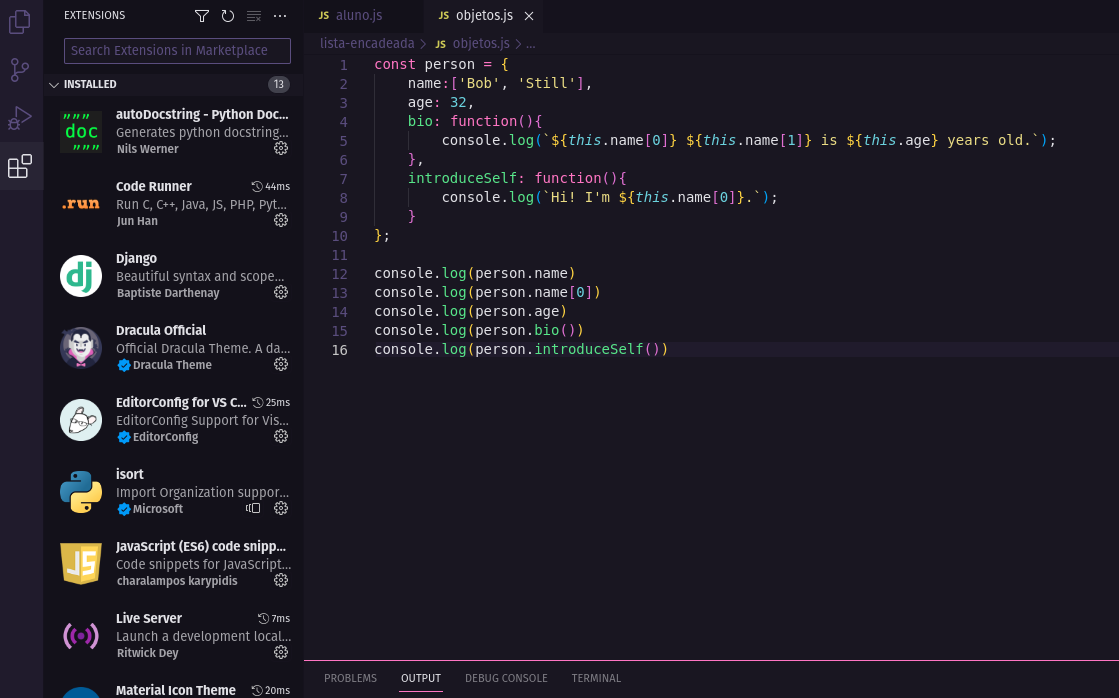 EXTENSIONS
Search Extensions in Marketplace
INSTALLED 13
autoDocstring - Python Doc...
Generates python docstring...
Nils Werner
Code Runner 44ms
Run C, C++, Java, JS, PHP, Pyt...
Jun Han
Django
Beautiful syntax and scope...
Baptiste Darthenay
Dracula Official
Official Dracula Theme. A da...
Dracula Theme
EditorConfig for VS C... 25ms
EditorConfig Support for Vis...
EditorConfig
isort
Import Organization suppor...
Microsoft
JavaScript (ES6) code snipp...
Code snippets for JavaScript...
charalampos karypidis
Live Server 7ms
Launch a development local...
Ritwick Dey
Material Icon Theme 20ms
""" doc """
.run
dj
JS
JS aluno.js
JS objetos.js
lista-encadeada > JS objetos.js > ...
1 const person = {
2     name:['Bob', 'Still'],
3     age: 32,
4     bio: function(){
5         console.log(`${this.name[0]} ${this.name[1]} is ${this.age} years old.`);
6     },
7     introduceSelf: function(){
8         console.log(`Hi! I'm ${this.name[0]}.`);
9     }
10 };
11
12 console.log(person.name)
13 console.log(person.name[0])
14 console.log(person.age)
15 console.log(person.bio())
16 console.log(person.introduceSelf())
PROBLEMS OUTPUT DEBUG CONSOLE TERMINAL